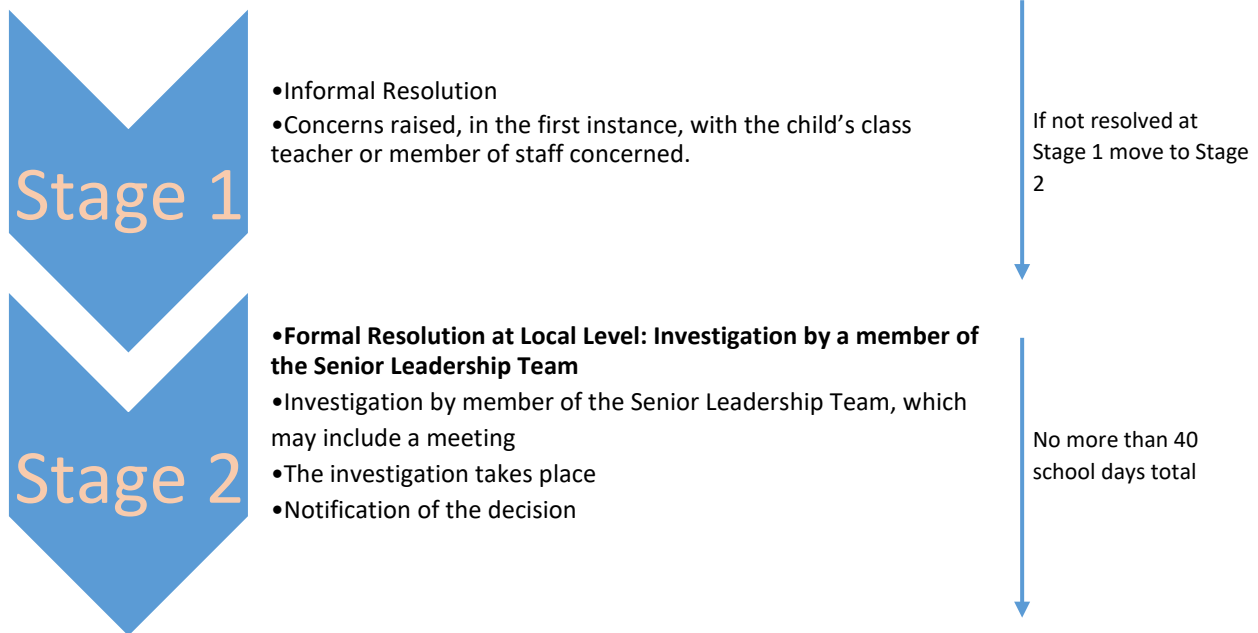 Stage 1
•Informal Resolution
•Concerns raised, in the first instance, with the child’s class
teacher or member of staff concerned.
If not resolved at
Stage 1 move to Stage
2
Stage 2
•Formal Resolution at Local Level: Investigation by a member of
the Senior Leadership Team
•Investigation by member of the Senior Leadership Team, which
may include a meeting
•The investigation takes place
•Notification of the decision
No more than 40
school days total